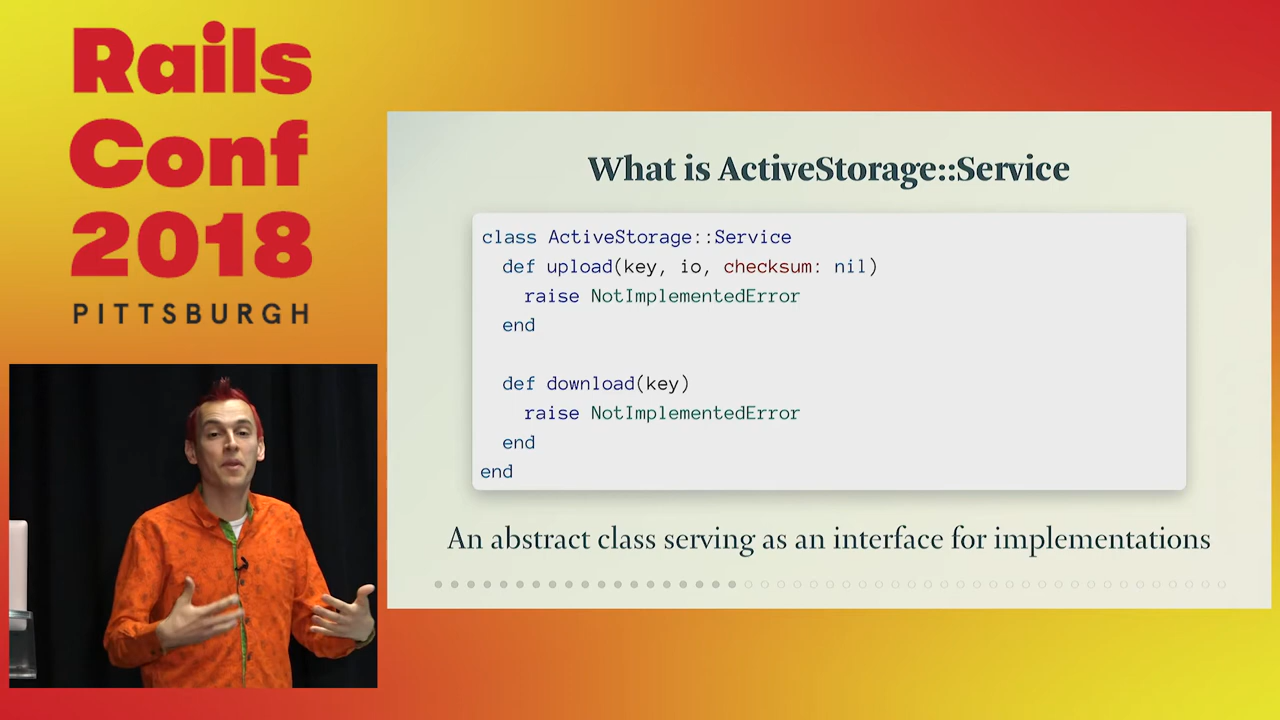 Rails
Conf
2018
PITTSBURGH
What is ActiveStorage::Service
class ActiveStorage::Service
def upload(key, io, checksum: nil)
raise NotImplementedError
end
def download(key)
raise NotImplementedError
end
end
An abstract class serving as an interface for implementations